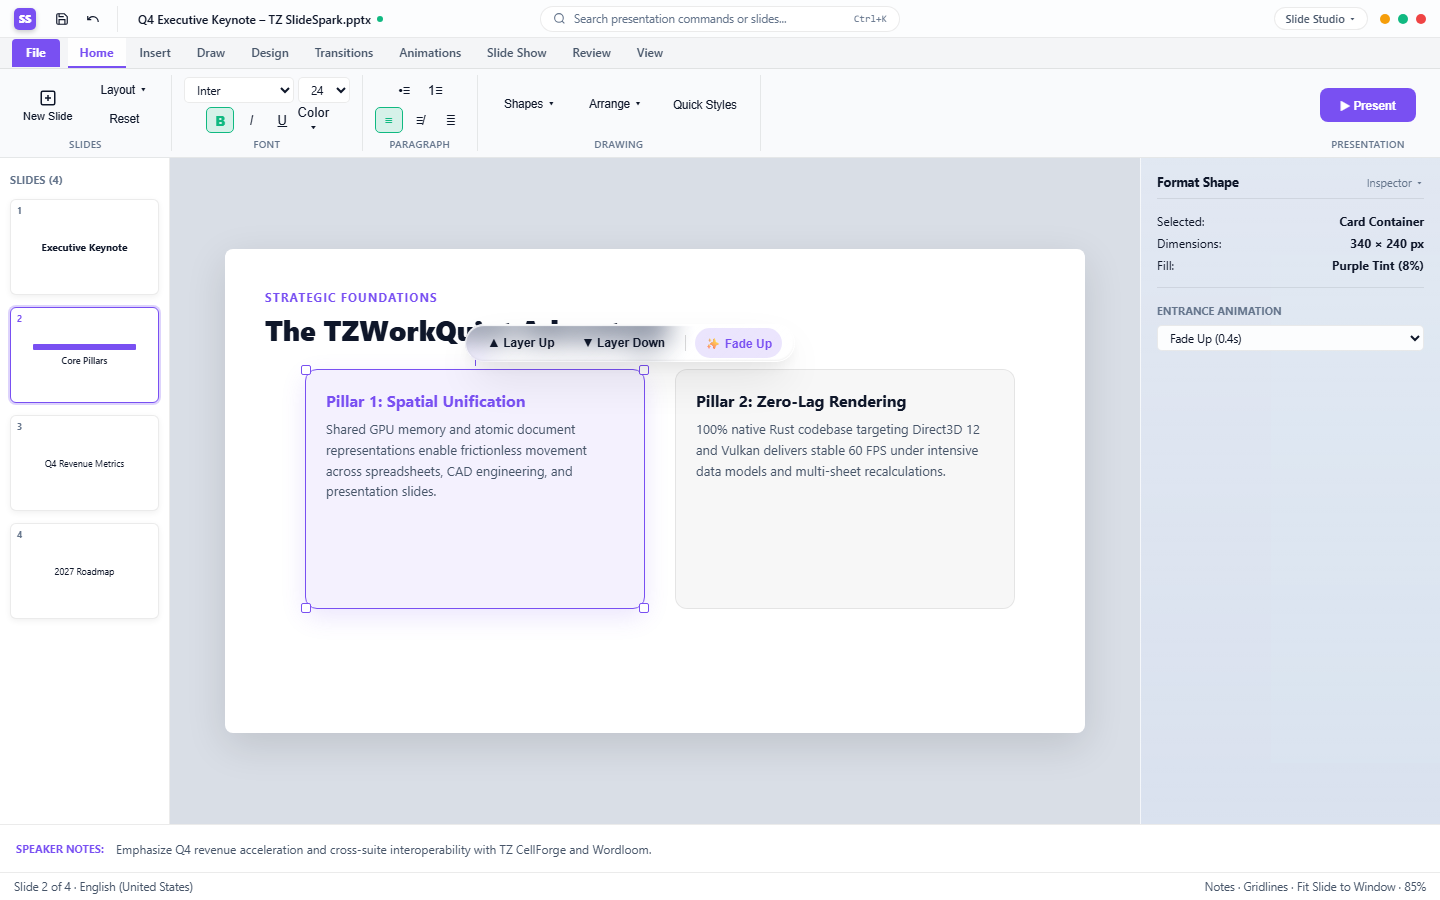 SS
Q4 Executive Keynote – TZ SlideSpark.pptx
Search presentation commands or slides...
Ctrl+K
Slide Studio
File
Home
Insert
Draw
Design
Transitions
Animations
Slide Show
Review
View
New Slide
Layout
Reset
SLIDES
Inter
24
B
I
U
Color
FONT
PARAGRAPH
Shapes
Arrange
Quick Styles
DRAWING
▶ Present
PRESENTATION
SLIDES (4)
1
Executive Keynote
2
Core Pillars
3
Q4 Revenue Metrics
4
2027 Roadmap
STRATEGIC FOUNDATIONS
The
▲ Layer Up
▼ Layer Down
✨ Fade Up
Pillar 1: Spatial Unification
Shared GPU memory and atomic document
representations enable frictionless movement
across spreadsheets, CAD engineering, and
presentation slides.
Pillar 2: Zero-Lag Rendering
100% native Rust codebase targeting Direct3D 12
and Vulkan delivers stable 60 FPS under intensive
data models and multi-sheet recalculations.
Format Shape
Inspector
Selected:
Card Container
Dimensions:
340 × 240 px
Fill:
Purple Tint (8%)
ENTRANCE ANIMATION
Fade Up (0.4s)
SPEAKER NOTES:
Emphasize Q4 revenue acceleration and cross-suite interoperability with TZ CellForge and Wordloom.
Slide 2 of 4 · English (United States)
Notes · Gridlines · Fit Slide to Window · 85%